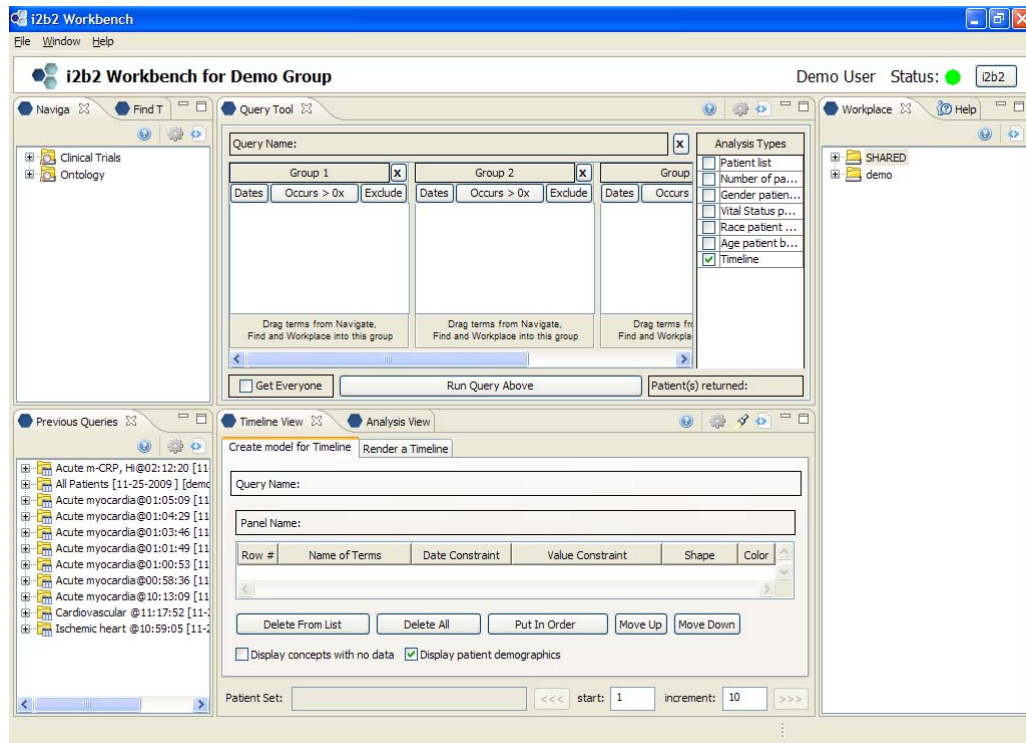 i2b2 Workbench
File Window Help
i2b2 Workbench for Demo Group
Demo User Status: i2b2
Naviga Find T
Clinical Trials
Ontology
Query Tool
Query Name: x
Group 1 x Group 2 x Group
Dates Occurs > 0x Exclude Dates Occurs > 0x Exclude Dates Occurs
Drag terms from Navigate, Drag terms from Navigate, Drag terms fr
Find and Workplace into this group Find and Workplace into this group Find and Workpla
Get Everyone Run Query Above Patient(s) returned:
Analysis Types
Patient list
Number of pa...
Gender patien...
Vital Status p...
Race patient ...
Age patient b...
Timeline
Workplace Help
SHARED
demo
Previous Queries
Acute m-CRP, Hi@02:12:20 [11-
All Patients [11-25-2009 ] [demo
Acute myocardia@01:05:09 [11
Acute myocardia@01:04:29 [11
Acute myocardia@01:03:46 [11
Acute myocardia@01:01:49 [11
Acute myocardia@01:00:53 [11
Acute myocardia@00:58:36 [11
Acute myocardia@10:13:09 [11
Cardiovascular @11:17:52 [11-2
Ischemic heart @10:59:05 [11-2
Timeline View Analysis View
Create model for Timeline Render a Timeline
Query Name:
Panel Name:
Row # Name of Terms Date Constraint Value Constraint Shape Color
Delete From List Delete All Put In Order Move Up Move Down
Display concepts with no data Display patient demographics
Patient Set: <<< start: 1 increment: 10 >>>